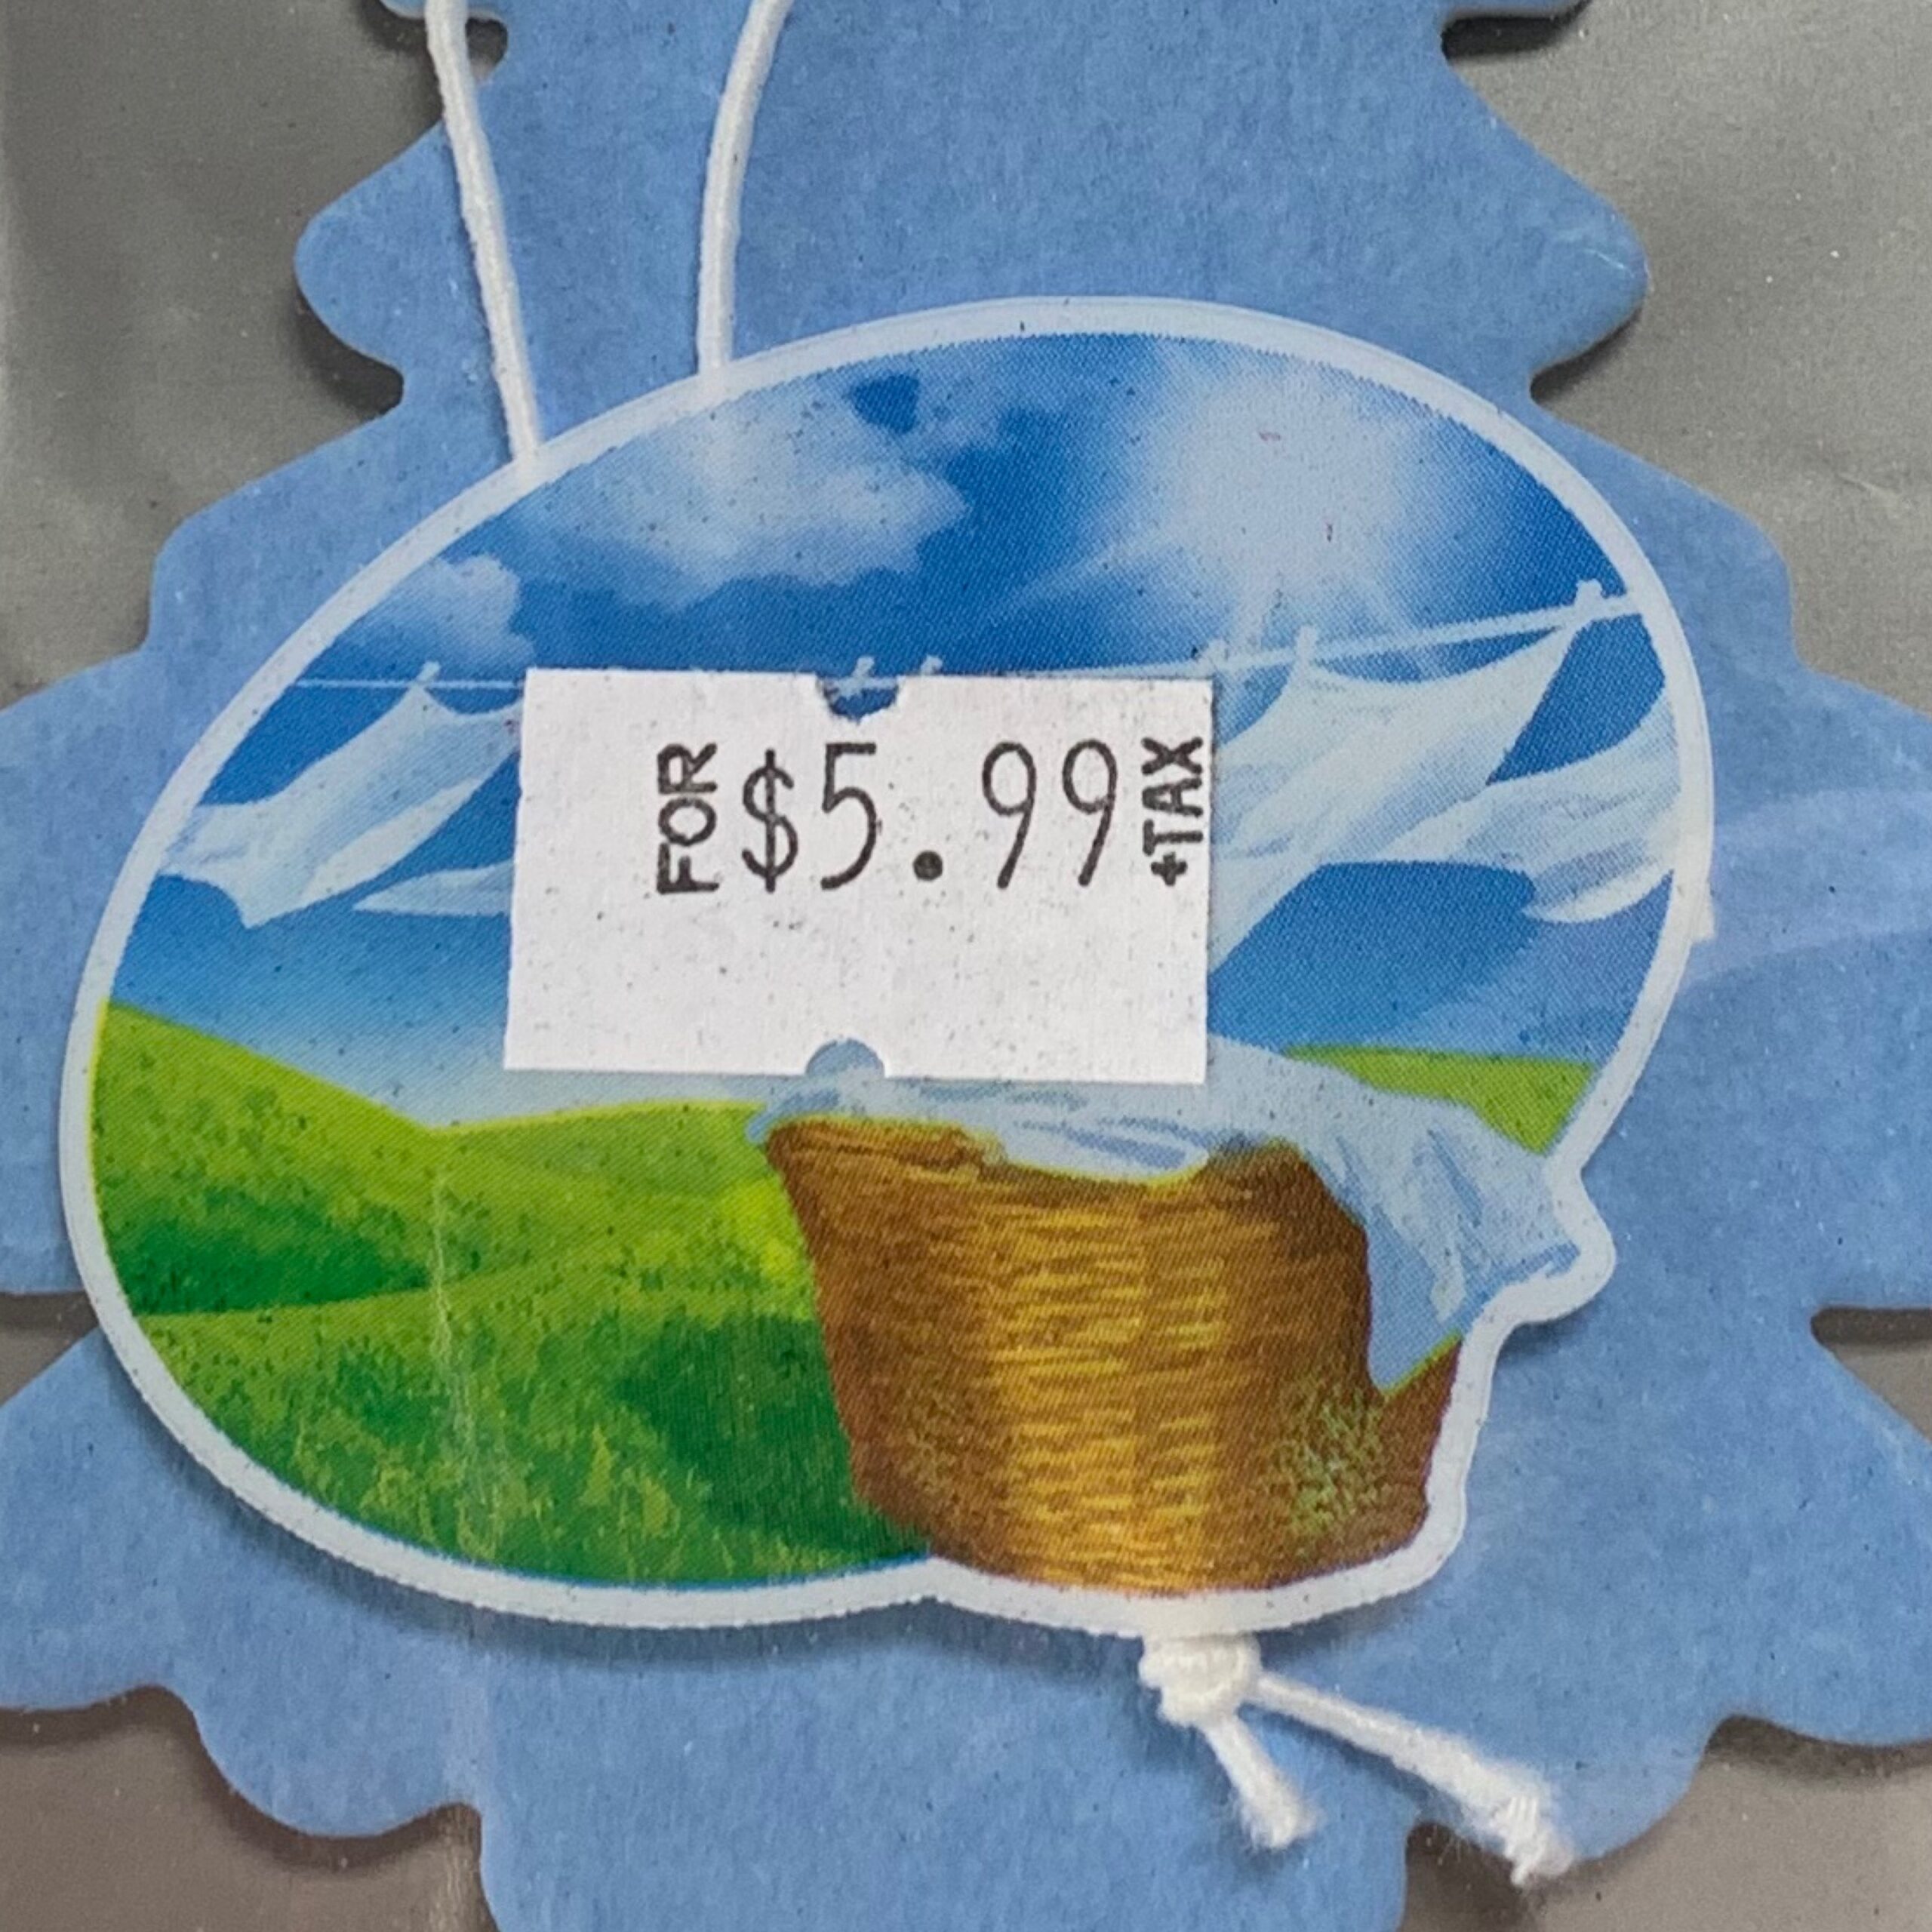 FOR $5.99 +TAX